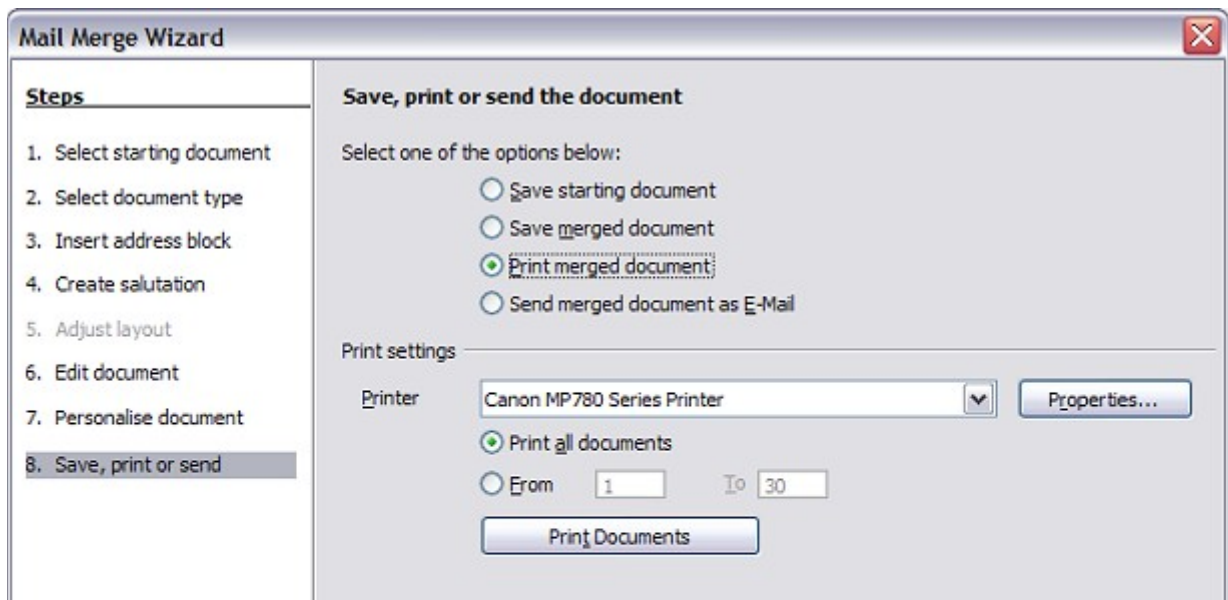 Mail Merge Wizard
Steps
1. Select starting document
2. Select document type
3. Insert address block
4. Create salutation
5. Adjust layout
6. Edit document
7. Personalise document
8. Save, print or send
Save, print or send the document
Select one of the options below:
Save starting document
Save merged document
Print merged document
Send merged document as E-Mail
Print settings
Printer Canon MP780 Series Printer Properties...
Print all documents
From 1 To 30
Print Documents